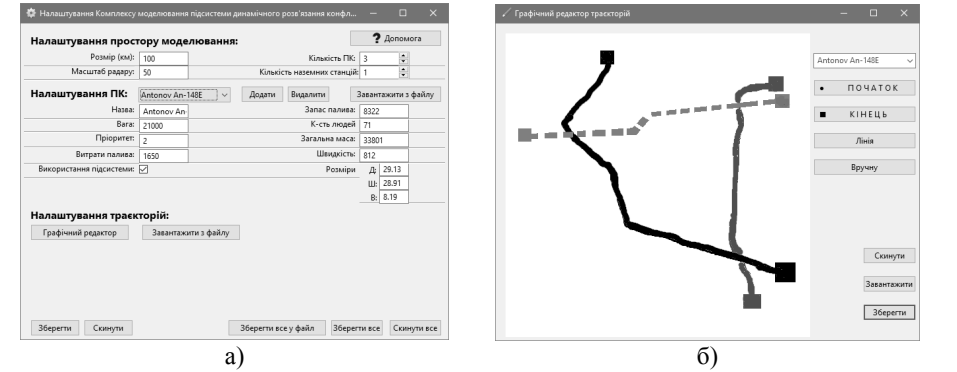 Налаштування Комплексу моделювання підсистеми динамічного розв'язання конфл...
Налаштування простору моделювання:
? Допомога
Розмір (км): 100
Кількість ПК: 3
Масштаб радару: 50
Кількість наземних станцій: 1
Налаштування ПК: Antonov An-148E Додати Видалити Завантажити з файлу
Назва: Antonov An-
Запас палива: 8322
Вага: 21000
К-сть людей 71
Пріоритет: 2
Загальна маса: 33801
Витрати палива: 1650
Швидкість: 812
Використання підсистеми:
Розміри Д: 29.13
Ш: 28.91
В: 8.19
Налаштування траєкторій:
Графічний редактор Завантажити з файлу
Зберегти Скинути Зберегти все у файл Зберегти все Скинути все
а)
Графічний редактор траєкторій
Antonov An-148E
ПОЧАТОК
КІНЕЦЬ
Лінія
Вручну
Скинути
Завантажити
Зберегти
б)